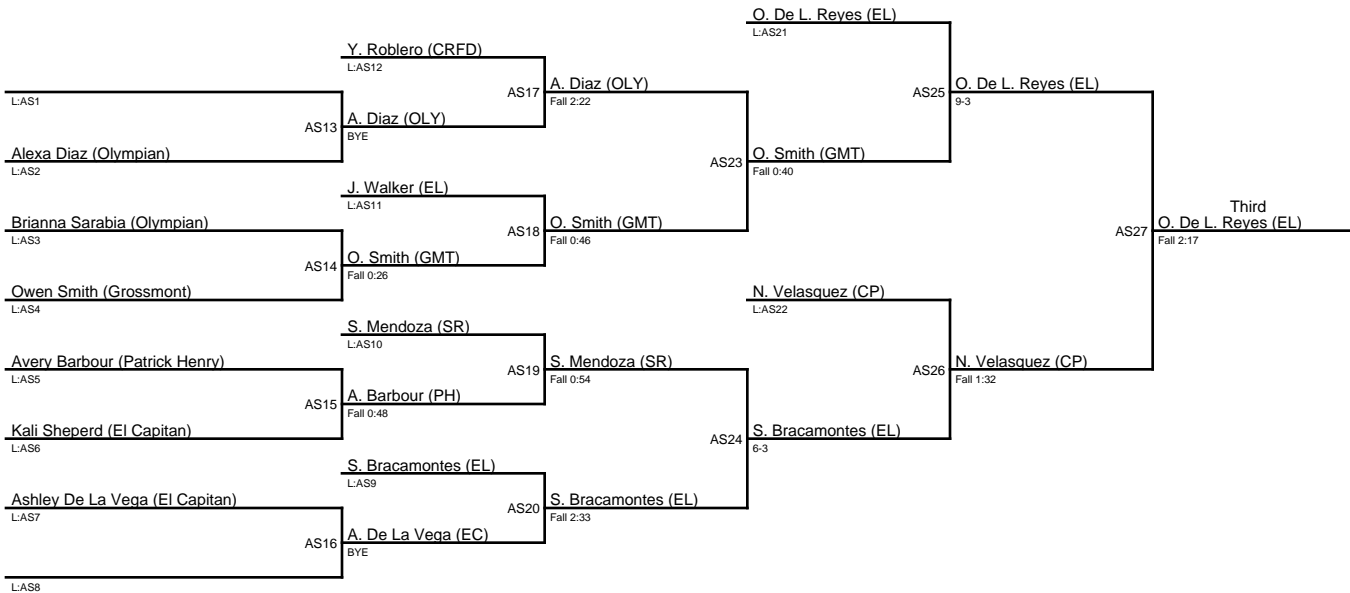 O. De L. Reyes (EL)
L:AS21
Y. Roblero (CRFD)
L:AS12
AS17
A. Diaz (OLY)
Fall 2:22
AS25
O. De L. Reyes (EL)
9-3
L:AS1
AS13
A. Diaz (OLY)
BYE
Alexa Diaz (Olympian)
L:AS2
AS23
O. Smith (GMT)
Fall 0:40
J. Walker (EL)
L:AS11
Brianna Sarabia (Olympian)
L:AS3
AS18
O. Smith (GMT)
Fall 0:46
AS27
Third
O. De L. Reyes (EL)
Fall 2:17
AS14
O. Smith (GMT)
Fall 0:26
Owen Smith (Grossmont)
L:AS4
N. Velasquez (CP)
L:AS22
S. Mendoza (SR)
L:AS10
Avery Barbour (Patrick Henry)
L:AS5
AS19
S. Mendoza (SR)
Fall 0:54
AS26
N. Velasquez (CP)
Fall 1:32
AS15
A. Barbour (PH)
Fall 0:48
Kali Sheperd (El Capitan)
L:AS6
AS24
S. Bracamontes (EL)
6-3
S. Bracamontes (EL)
L:AS9
Ashley De La Vega (El Capitan)
L:AS7
AS20
S. Bracamontes (EL)
Fall 2:33
AS16
A. De La Vega (EC)
BYE
L:AS8